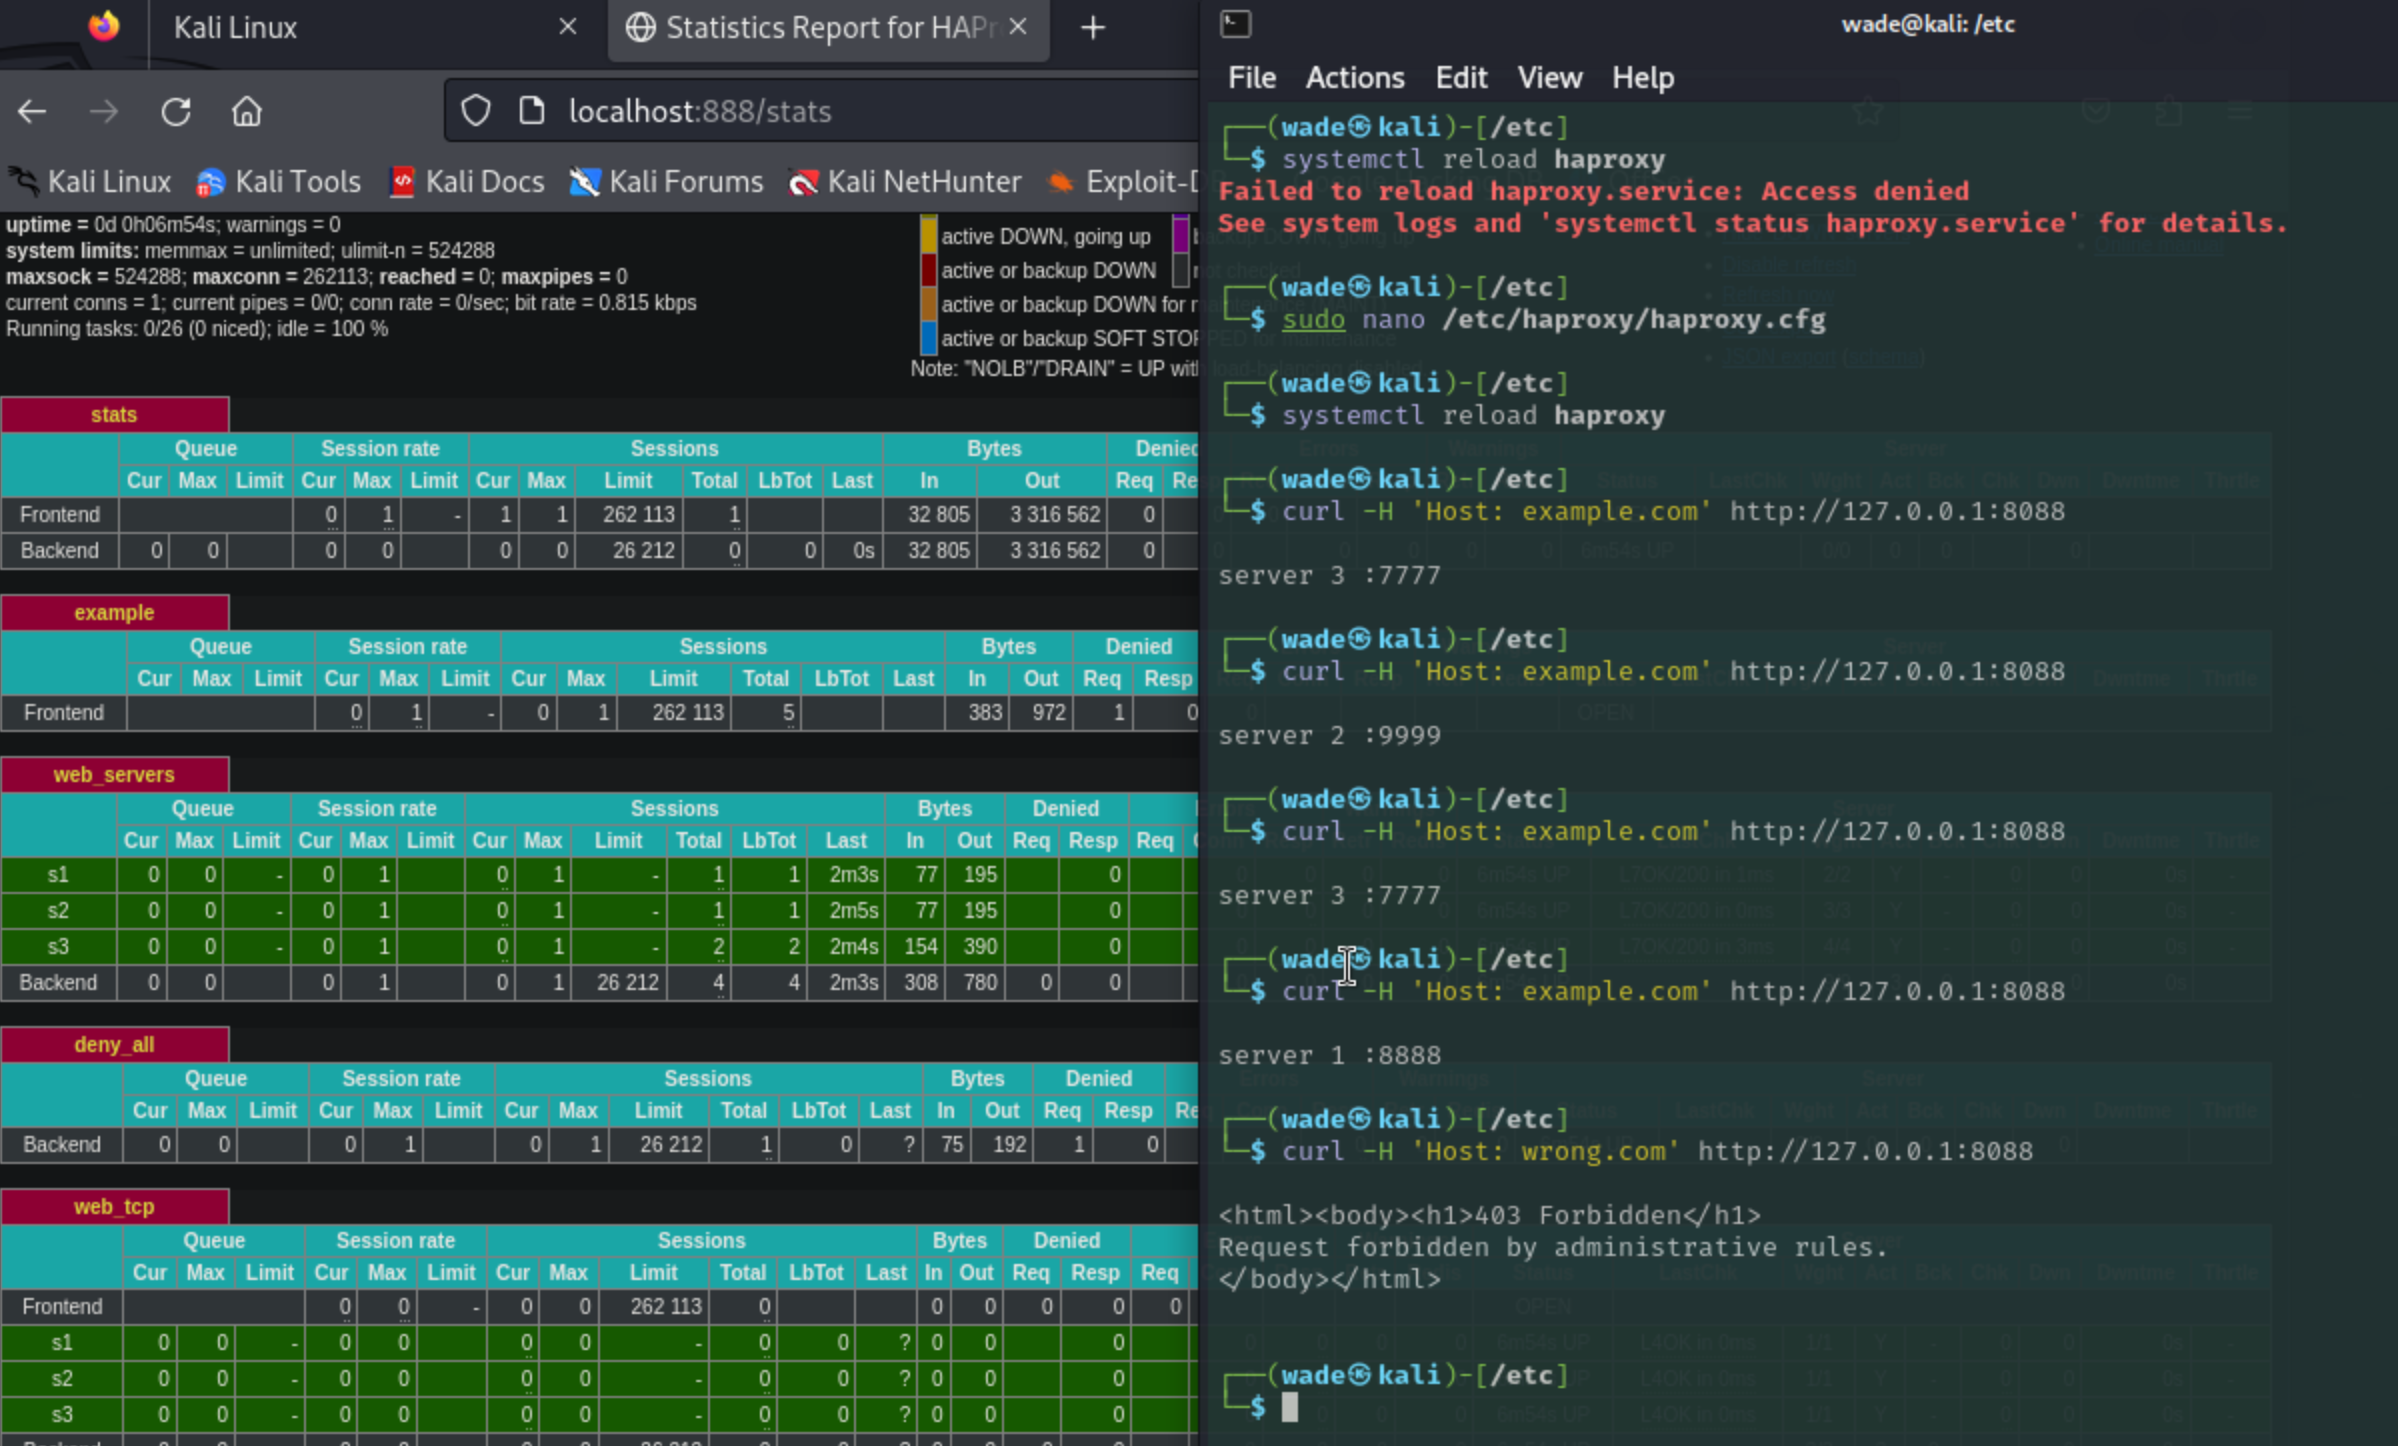 Kali Linux
Statistics Report for HAPr
localhost:888/stats
Kali Linux Kali Tools Kali Docs Kali Forums Kali NetHunter Exploit-D
uptime = 0d 0h06m54s; warnings = 0
system limits: memmax = unlimited; ulimit-n = 524288
maxsock = 524288; maxconn = 262113; reached = 0; maxpipes = 0
current conns = 1; current pipes = 0/0; conn rate = 0/sec; bit rate = 0.815 kbps
Running tasks: 0/26 (0 niced); idle = 100 %
active DOWN, going up
active or backup DOWN
active or backup DOWN for
active or backup SOFT STOPPED
Note: "NOLB"/"DRAIN" = UP with
stats
Queue Session rate Sessions Bytes Denied
Cur Max Limit Cur Max Limit Cur Max Limit Total LbTot Last In Out Req Re
Frontend 0 1 - 1 1 262 113 1 32 805 3 316 562 0
Backend 0 0 0 0 0 0 26 212 0 0 0s 32 805 3 316 562 0
example
Queue Session rate Sessions Bytes Denied
Cur Max Limit Cur Max Limit Cur Max Limit Total LbTot Last In Out Req Resp
Frontend 0 1 - 0 1 262 113 5 383 972 1 0
web_servers
Queue Session rate Sessions Bytes Denied
Cur Max Limit Cur Max Limit Cur Max Limit Total LbTot Last In Out Req Resp Req
s1 0 0 - 0 1 0 1 - 1 1 2m3s 77 195 0
s2 0 0 - 0 1 0 1 - 1 1 2m5s 77 195 0
s3 0 0 - 0 1 0 1 - 2 2 2m4s 154 390 0
Backend 0 0 0 1 0 1 26 212 4 4 2m3s 308 780 0 0
deny_all
Queue Session rate Sessions Bytes Denied
Cur Max Limit Cur Max Limit Cur Max Limit Total LbTot Last In Out Req Resp Re
Backend 0 0 0 1 0 1 26 212 1 0 ? 75 192 1 0
web_tcp
Queue Session rate Sessions Bytes Denied
Cur Max Limit Cur Max Limit Cur Max Limit Total LbTot Last In Out Req Resp Req
Frontend 0 0 - 0 0 262 113 0 0 0 0 0 0
s1 0 0 - 0 0 0 0 - 0 0 ? 0 0 0
s2 0 0 - 0 0 0 0 - 0 0 ? 0 0 0
s3 0 0 - 0 0 0 0 - 0 0 ? 0 0 0
wade@kali: /etc
File Actions Edit View Help
┌──(wade㉿kali)-[/etc]
└─$ systemctl reload haproxy
Failed to reload haproxy.service: Access denied
See system logs and 'systemctl status haproxy.service' for details.
┌──(wade㉿kali)-[/etc]
└─$ sudo nano /etc/haproxy/haproxy.cfg
┌──(wade㉿kali)-[/etc]
└─$ systemctl reload haproxy
┌──(wade㉿kali)-[/etc]
└─$ curl -H 'Host: example.com' http://127.0.0.1:8088
server 3 :7777
┌──(wade㉿kali)-[/etc]
└─$ curl -H 'Host: example.com' http://127.0.0.1:8088
server 2 :9999
┌──(wade㉿kali)-[/etc]
└─$ curl -H 'Host: example.com' http://127.0.0.1:8088
server 3 :7777
┌──(wade㉿kali)-[/etc]
└─$ curl -H 'Host: example.com' http://127.0.0.1:8088
server 1 :8888
┌──(wade㉿kali)-[/etc]
└─$ curl -H 'Host: wrong.com' http://127.0.0.1:8088
<html><body><h1>403 Forbidden</h1>
Request forbidden by administrative rules.
</body></html>
┌──(wade㉿kali)-[/etc]
└─$